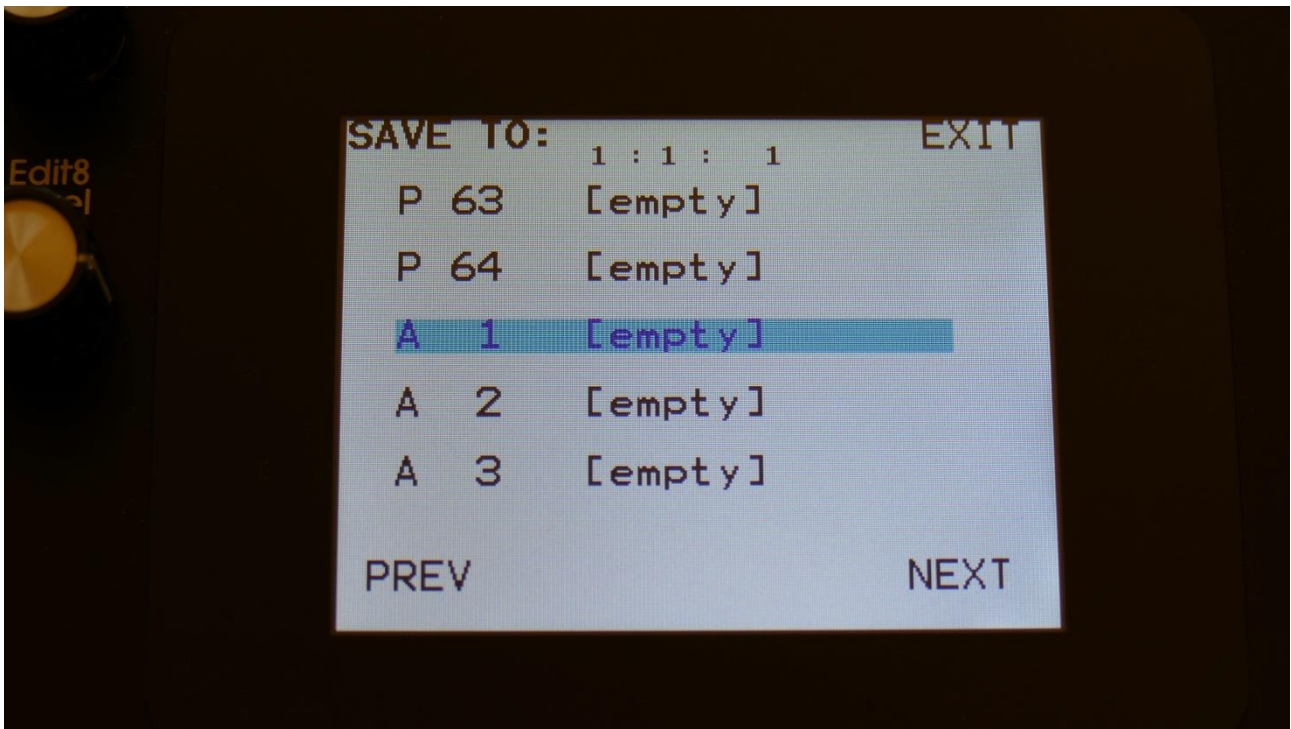 SAVE TO:
EXIT
1 : 1 : 1
Edit8
P 63 [empty]
P 64 [empty]
A 1 [empty]
A 2 [empty]
A 3 [empty]
PREV
NEXT